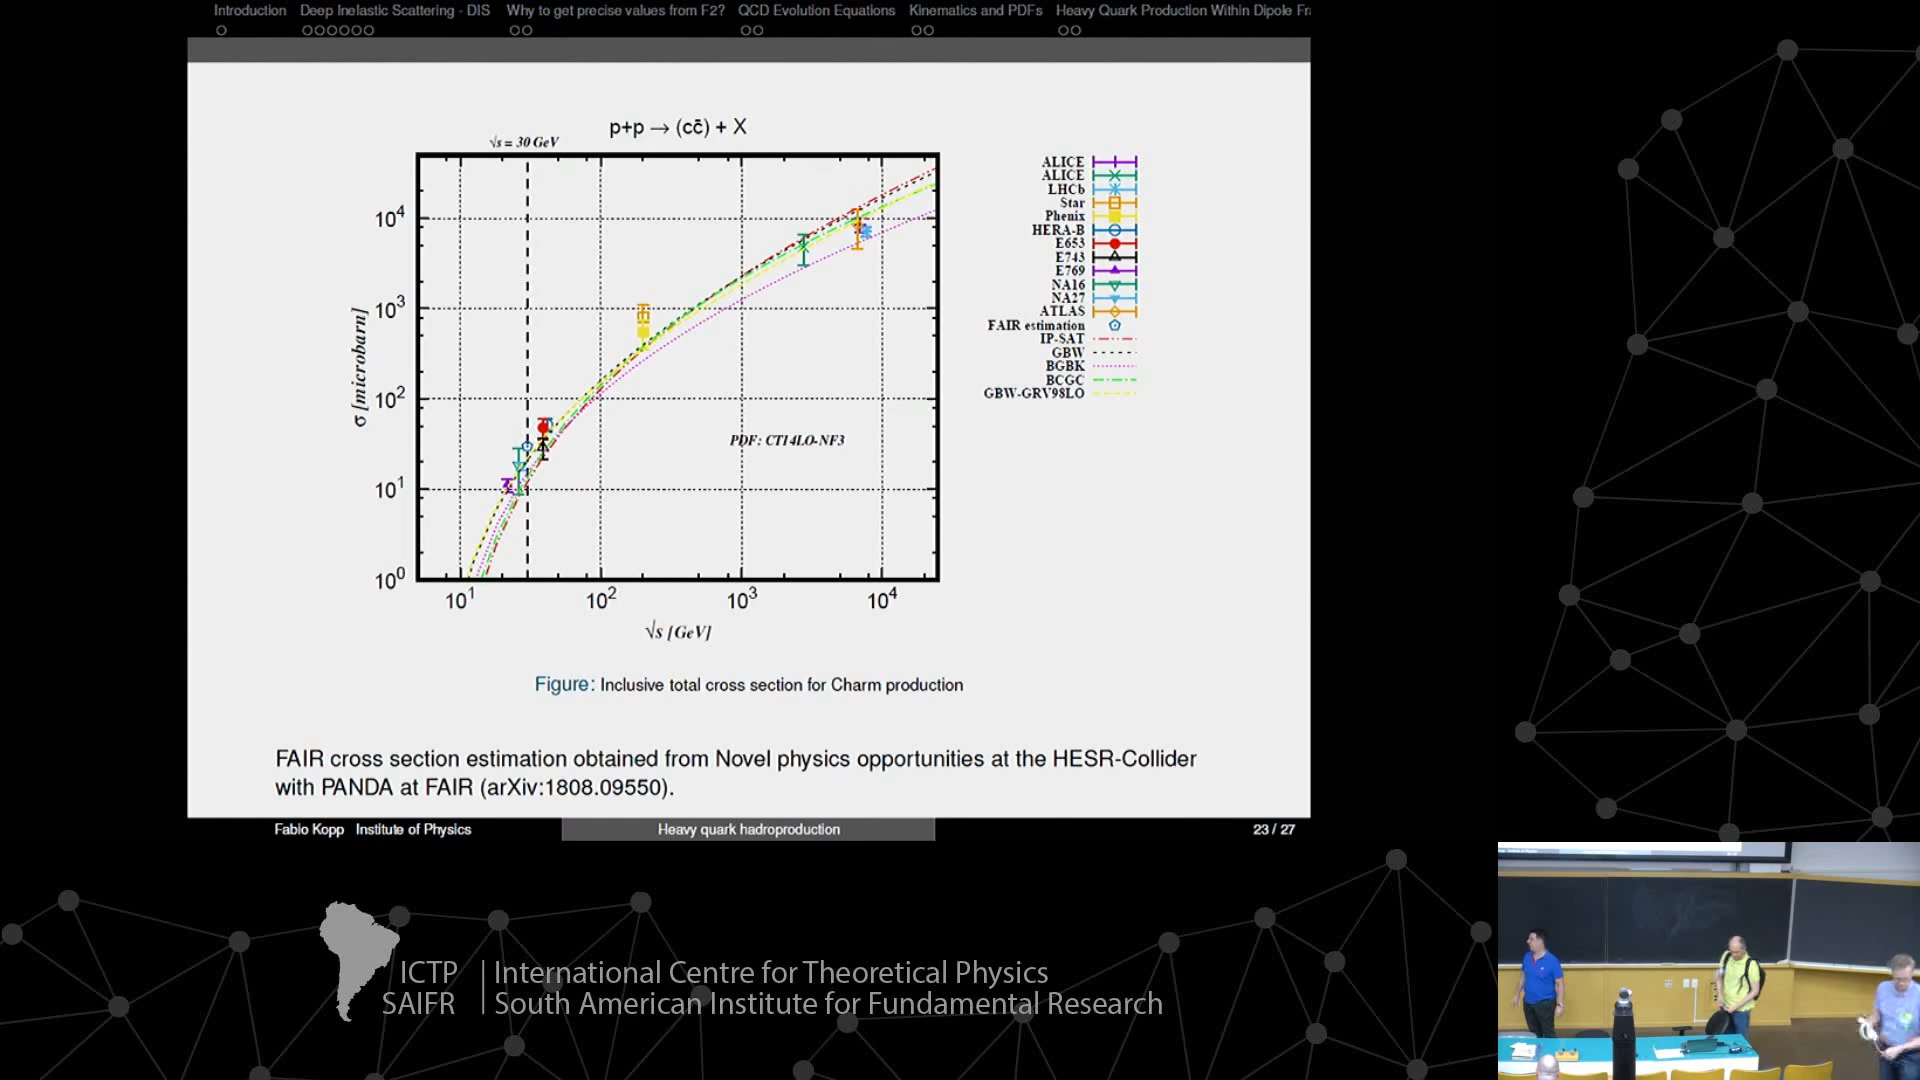 Introduction Deep Inelastic Scattering - DIS Why to get precise values from F2? QCD Evolution Equations Kinematics and PDFs Heavy Quark Production Within Dipole Fr
p+p → (cc̄) + X
√s = 30 GeV
ALICE
ALICE
LHCb
Star
Phenix
HERA-B
E653
E743
E769
NA16
NA27
ATLAS
FAIR estimation
IP-SAT
GBW
BGBK
BCGC
GBW-GRV98LO
10⁴
10³
10²
10¹
10⁰
σ [microbarn]
PDF: CT14LO-NF3
10¹ 10² 10³ 10⁴
√s [GeV]
Figure: Inclusive total cross section for Charm production
FAIR cross section estimation obtained from Novel physics opportunities at the HESR-Collider
with PANDA at FAIR (arXiv:1808.09550).
Fabio Kopp Institute of Physics Heavy quark hadroproduction 23 / 27
ICTP International Centre for Theoretical Physics
SAIFR South American Institute for Fundamental Research